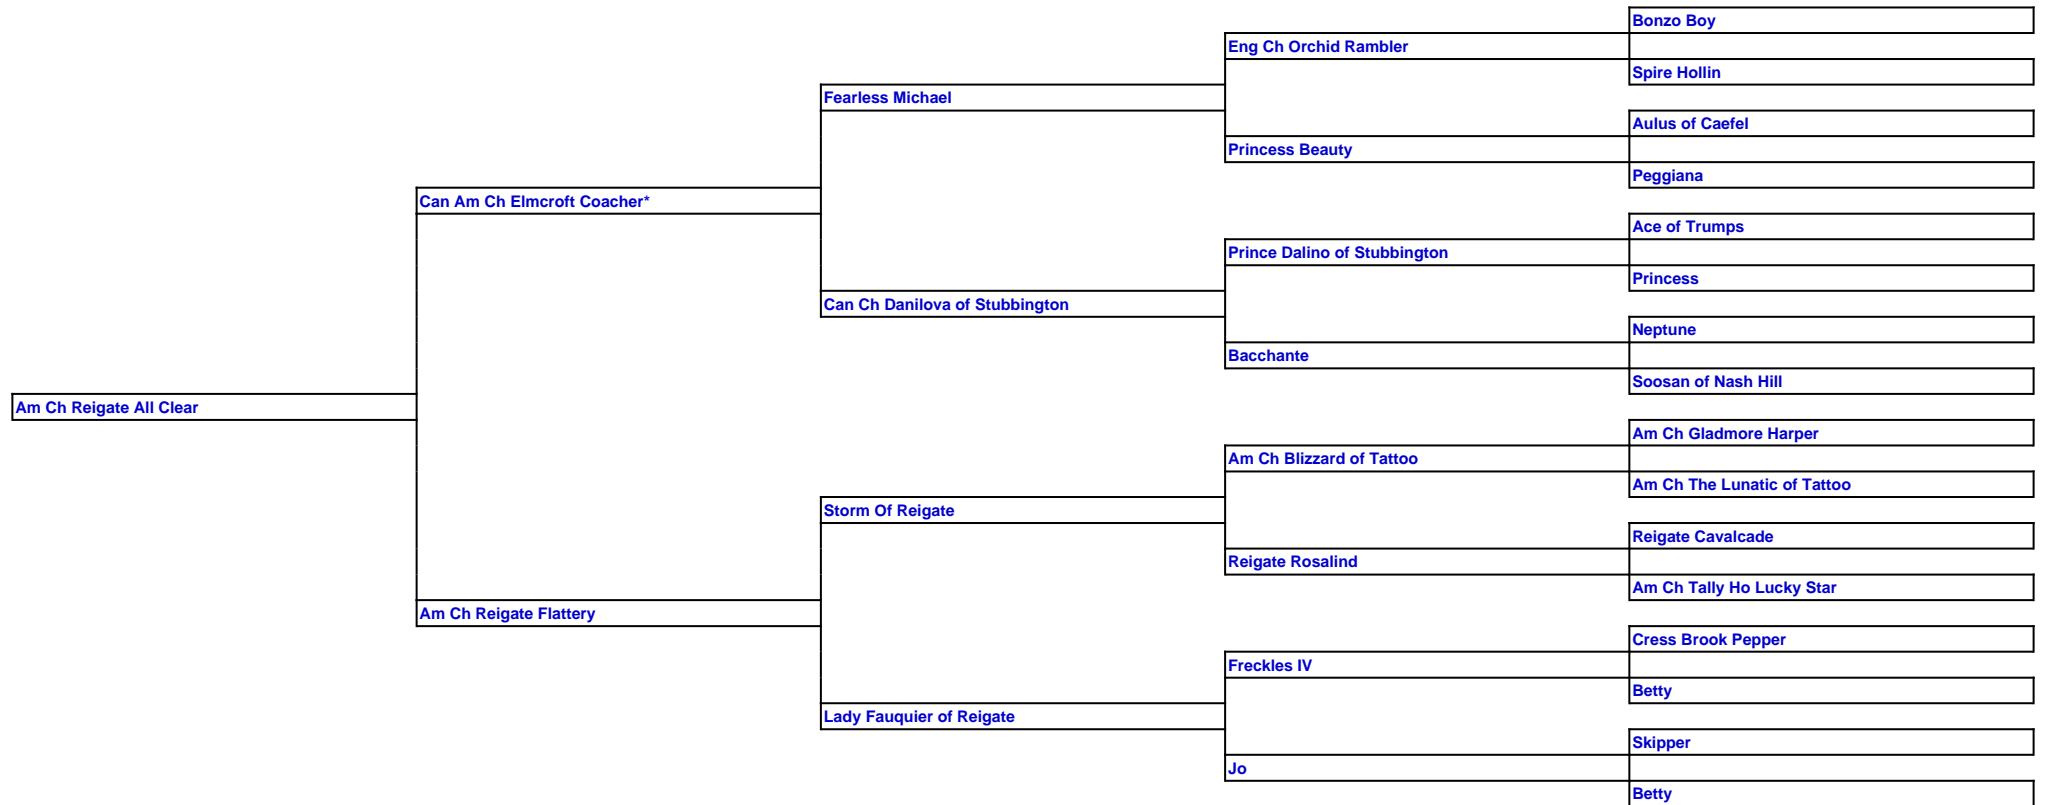 Bonzo Boy
Eng Ch Orchid Rambler
Spire Hollin
Fearless Michael
Aulus of Caefel
Princess Beauty
Peggiana
Can Am Ch Elmcroft Coacher*
Ace of Trumps
Prince Dalino of Stubbington
Princess
Can Ch Danilova of Stubbington
Neptune
Bacchante
Soosan of Nash Hill
Am Ch Reigate All Clear
Am Ch Gladmore Harper
Am Ch Blizzard of Tattoo
Am Ch The Lunatic of Tattoo
Storm Of Reigate
Reigate Cavalcade
Reigate Rosalind
Am Ch Tally Ho Lucky Star
Am Ch Reigate Flattery
Cress Brook Pepper
Freckles IV
Betty
Lady Fauquier of Reigate
Skipper
Jo
Betty